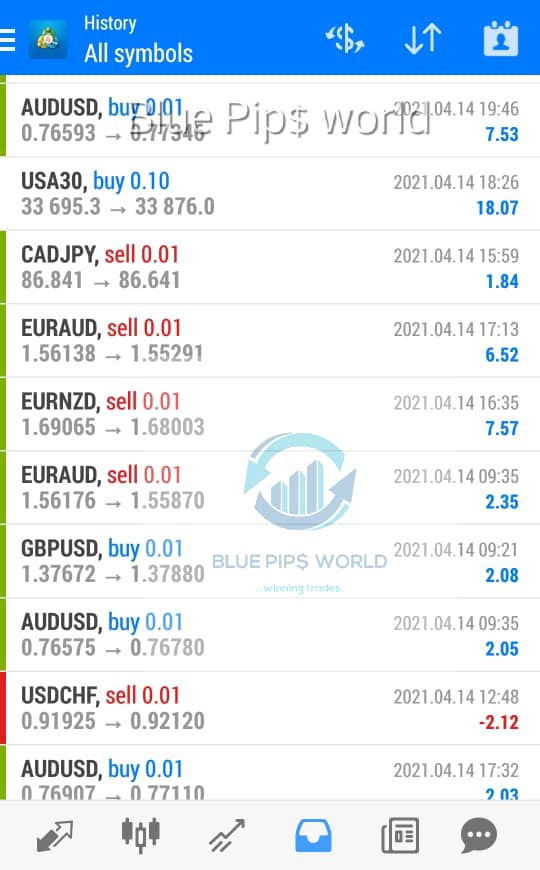 History
All symbols
AUDUSD, buy 0.01 2021.04.14 19:46
Blue Pip$ world
0.76593 → 0.77346 7.53
USA30, buy 0.10 2021.04.14 18:26
33 695.3 → 33 876.0 18.07
CADJPY, sell 0.01 2021.04.14 15:59
86.841 → 86.641 1.84
EURAUD, sell 0.01 2021.04.14 17:13
1.56138 → 1.55291 6.52
EURNZD, sell 0.01 2021.04.14 16:35
1.69065 → 1.68003 7.57
EURAUD, sell 0.01 2021.04.14 09:35
1.56176 → 1.55870 2.35
GBPUSD, buy 0.01 2021.04.14 09:21
BLUE PIP$ WORLD
1.37672 → 1.37880 2.08
...winning trades.
AUDUSD, buy 0.01 2021.04.14 09:35
0.76575 → 0.76780 2.05
USDCHF, sell 0.01 2021.04.14 12:48
0.91925 → 0.92120 -2.12
AUDUSD, buy 0.01 2021.04.14 17:32
0.76907 → 0.77110 2.03